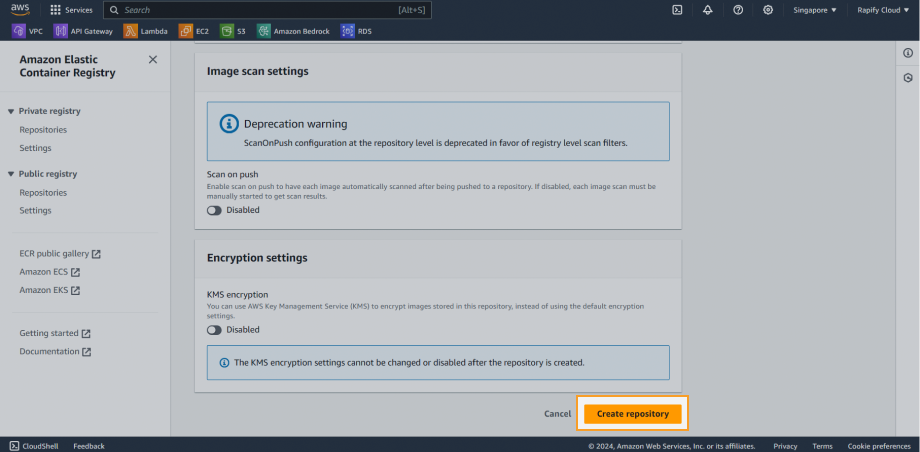 aws
Services
Search [Alt+S]
Singapore ▼
Rapify Cloud ▼
VPC
API Gateway
Lambda
EC2
S3
Amazon Bedrock
RDS
Amazon Elastic
Container Registry
Private registry
Repositories
Settings
Public registry
Repositories
Settings
ECR public gallery
Amazon ECS
Amazon EKS
Getting started
Documentation
Image scan settings
Deprecation warning
ScanOnPush configuration at the repository level is deprecated in favor of registry level scan filters.
Scan on push
Enable scan on push to have each image automatically scanned after being pushed to a repository. If disabled, each image scan must be
manually started to get scan results.
Disabled
Encryption settings
KMS encryption
You can use AWS Key Management Service (KMS) to encrypt images stored in this repository, instead of using the default encryption
settings.
Disabled
The KMS encryption settings cannot be changed or disabled after the repository is created.
Cancel
Create repository
CloudShell
Feedback
© 2024, Amazon Web Services, Inc. or its affiliates.
Privacy
Terms
Cookie preferences